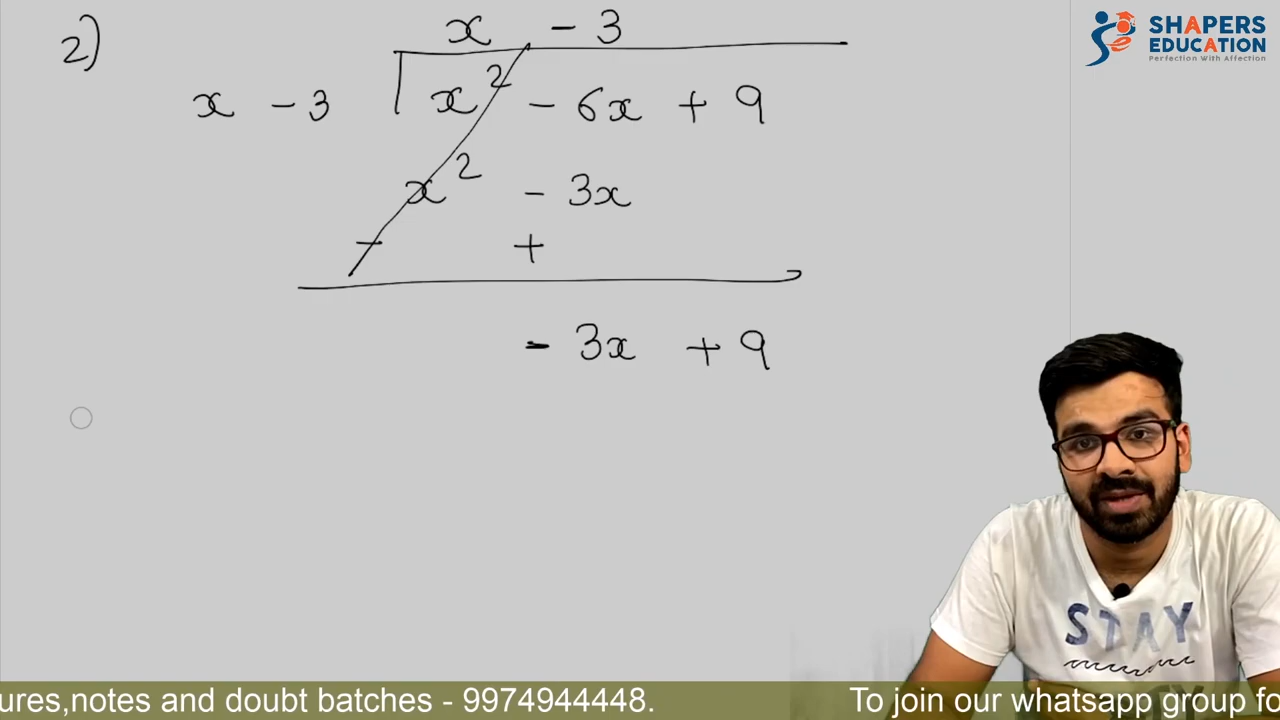 2)
x - 3
x - 3 x² - 6x + 9
x² - 3x
- +
- 3x + 9
SHAPERS
EDUCATION
Perfection With Affection
STAY
ures,notes and doubt batches - 9974944448. To join our whatsapp group fo